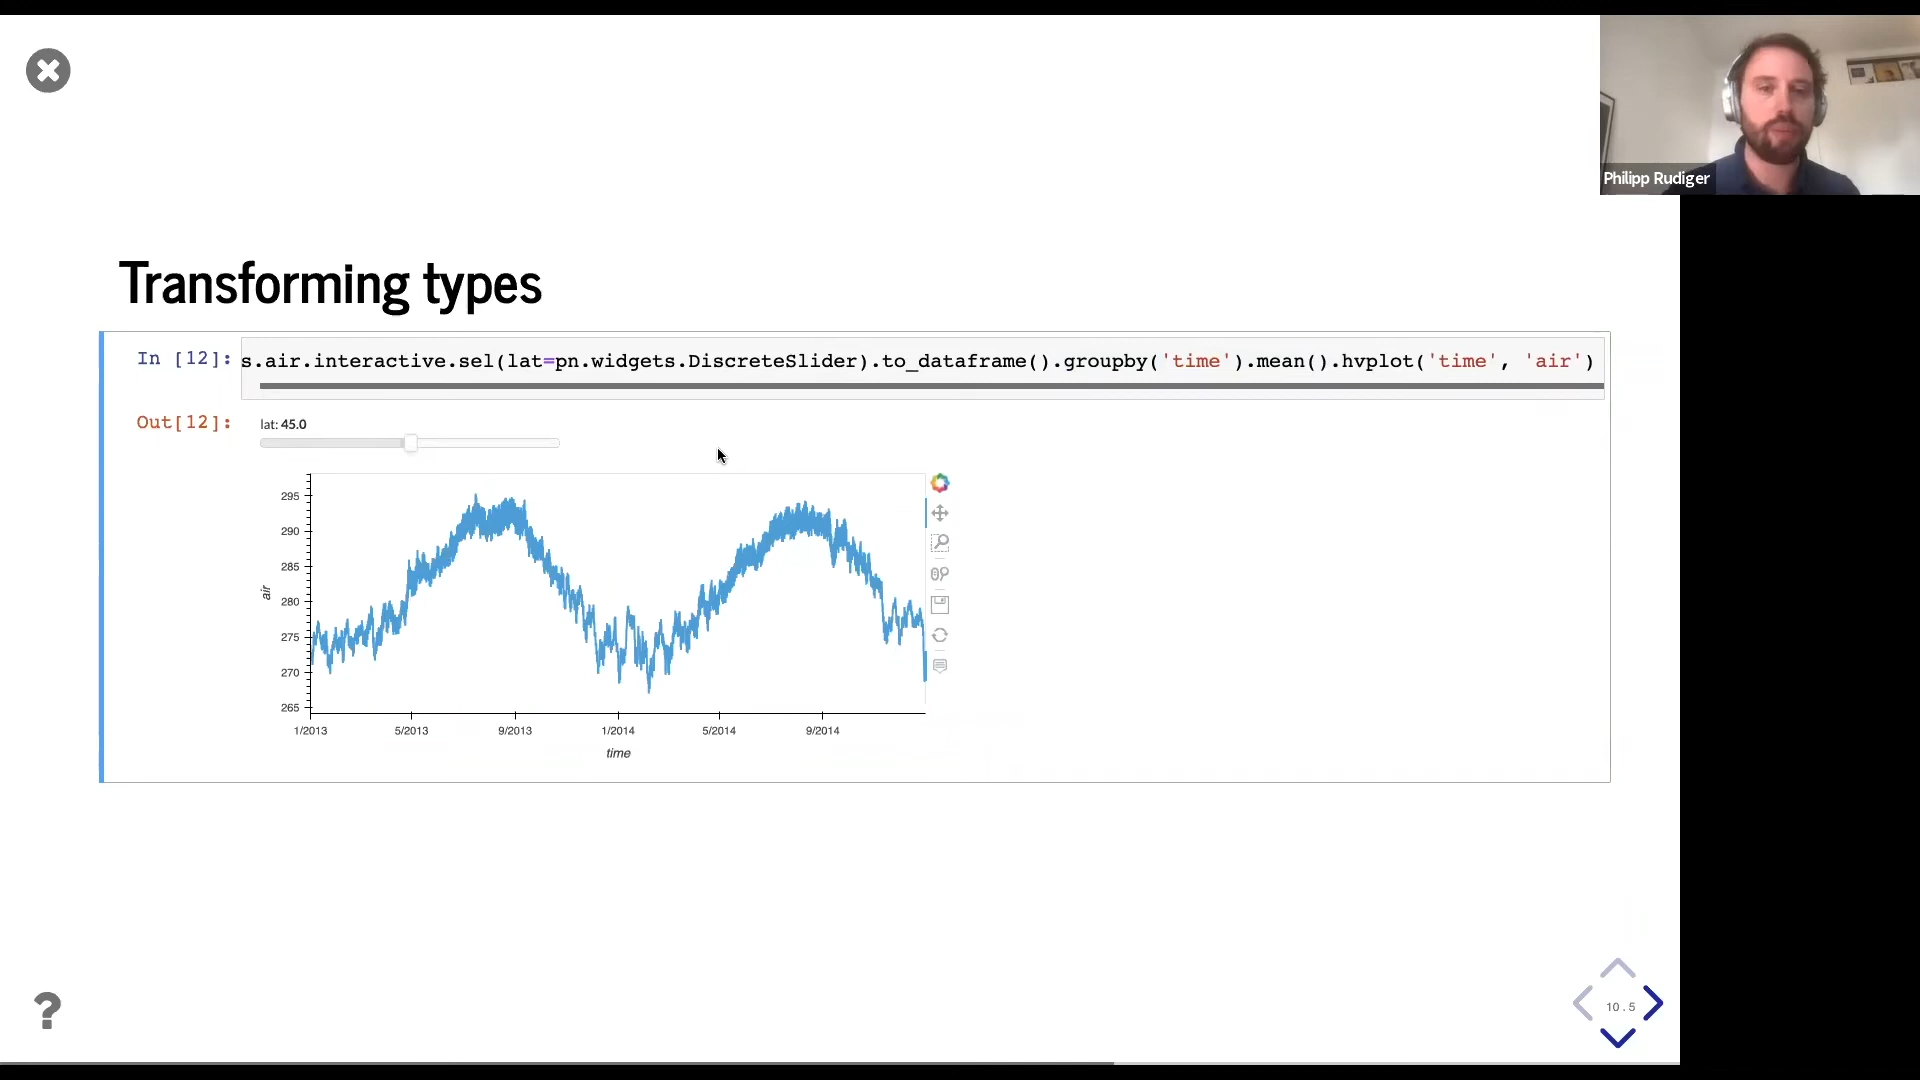 Philipp Rudiger
Transforming types
In [12]: s.air.interactive.sel(lat=pn.widgets.DiscreteSlider).to_dataframe().groupby('time').mean().hvplot('time', 'air')
Out[12]:
lat: 45.0
295
290
285
280
275
270
265
air
1/2013 5/2013 9/2013 1/2014 5/2014 9/2014
time
?
10.5